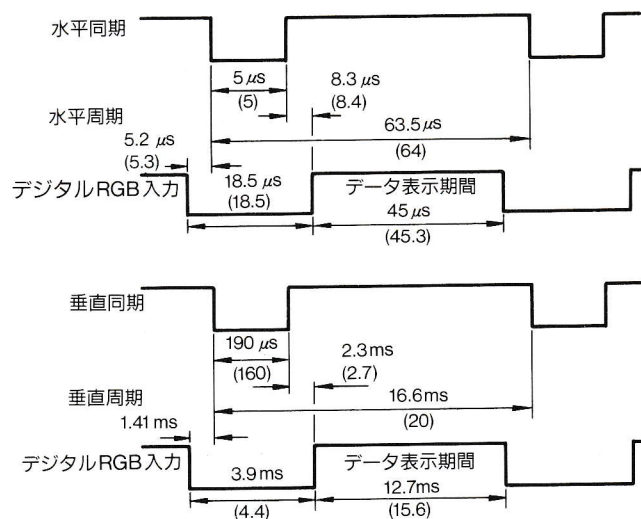 水平同期
5 μs
(5)
8.3 μs
(8.4)
水平周期
63.5μs
(64)
5.2 μs
(5.3)
デジタルRGB入力
18.5 μs
(18.5)
データ表示期間
45μs
(45.3)
垂直同期
190 μs
(160)
2.3ms
(2.7)
垂直周期
16.6ms
(20)
1.41ms
デジタルRGB入力
3.9ms
(4.4)
データ表示期間
12.7ms
(15.6)